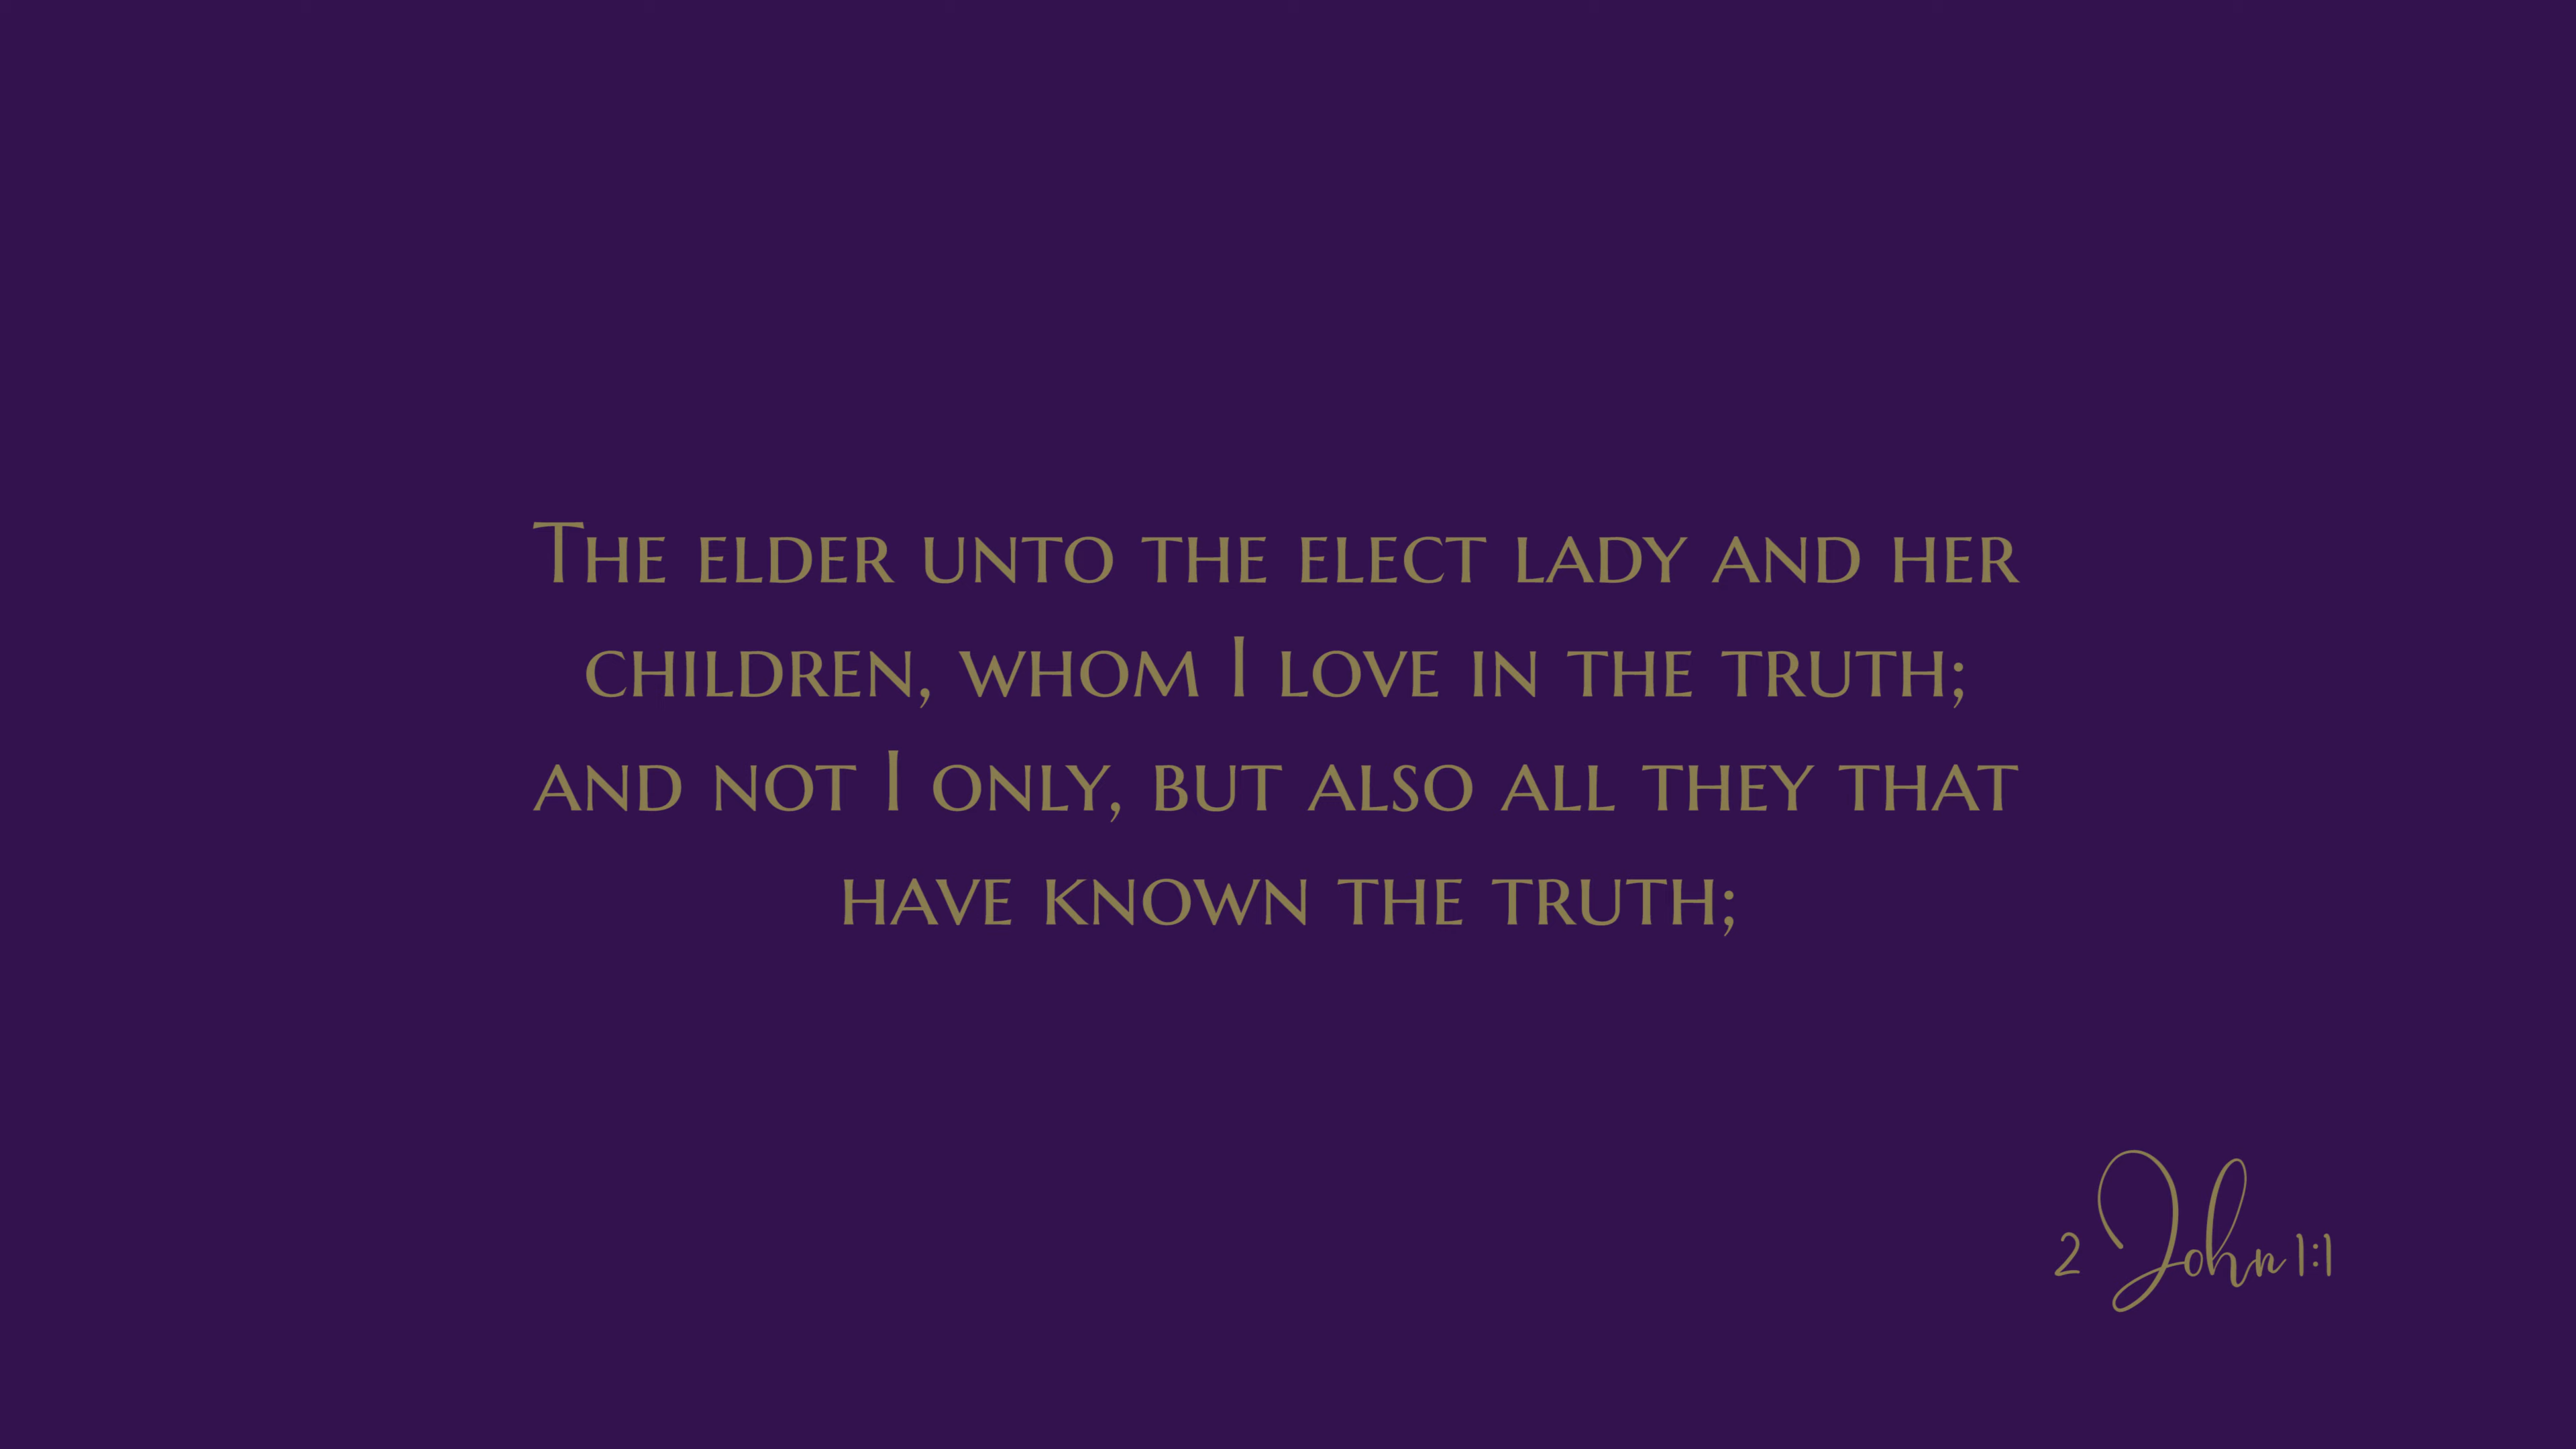 The elder unto the elect lady and her
children, whom I love in the truth;
and not I only, but also all they that
have known the truth;
2 John 1:1